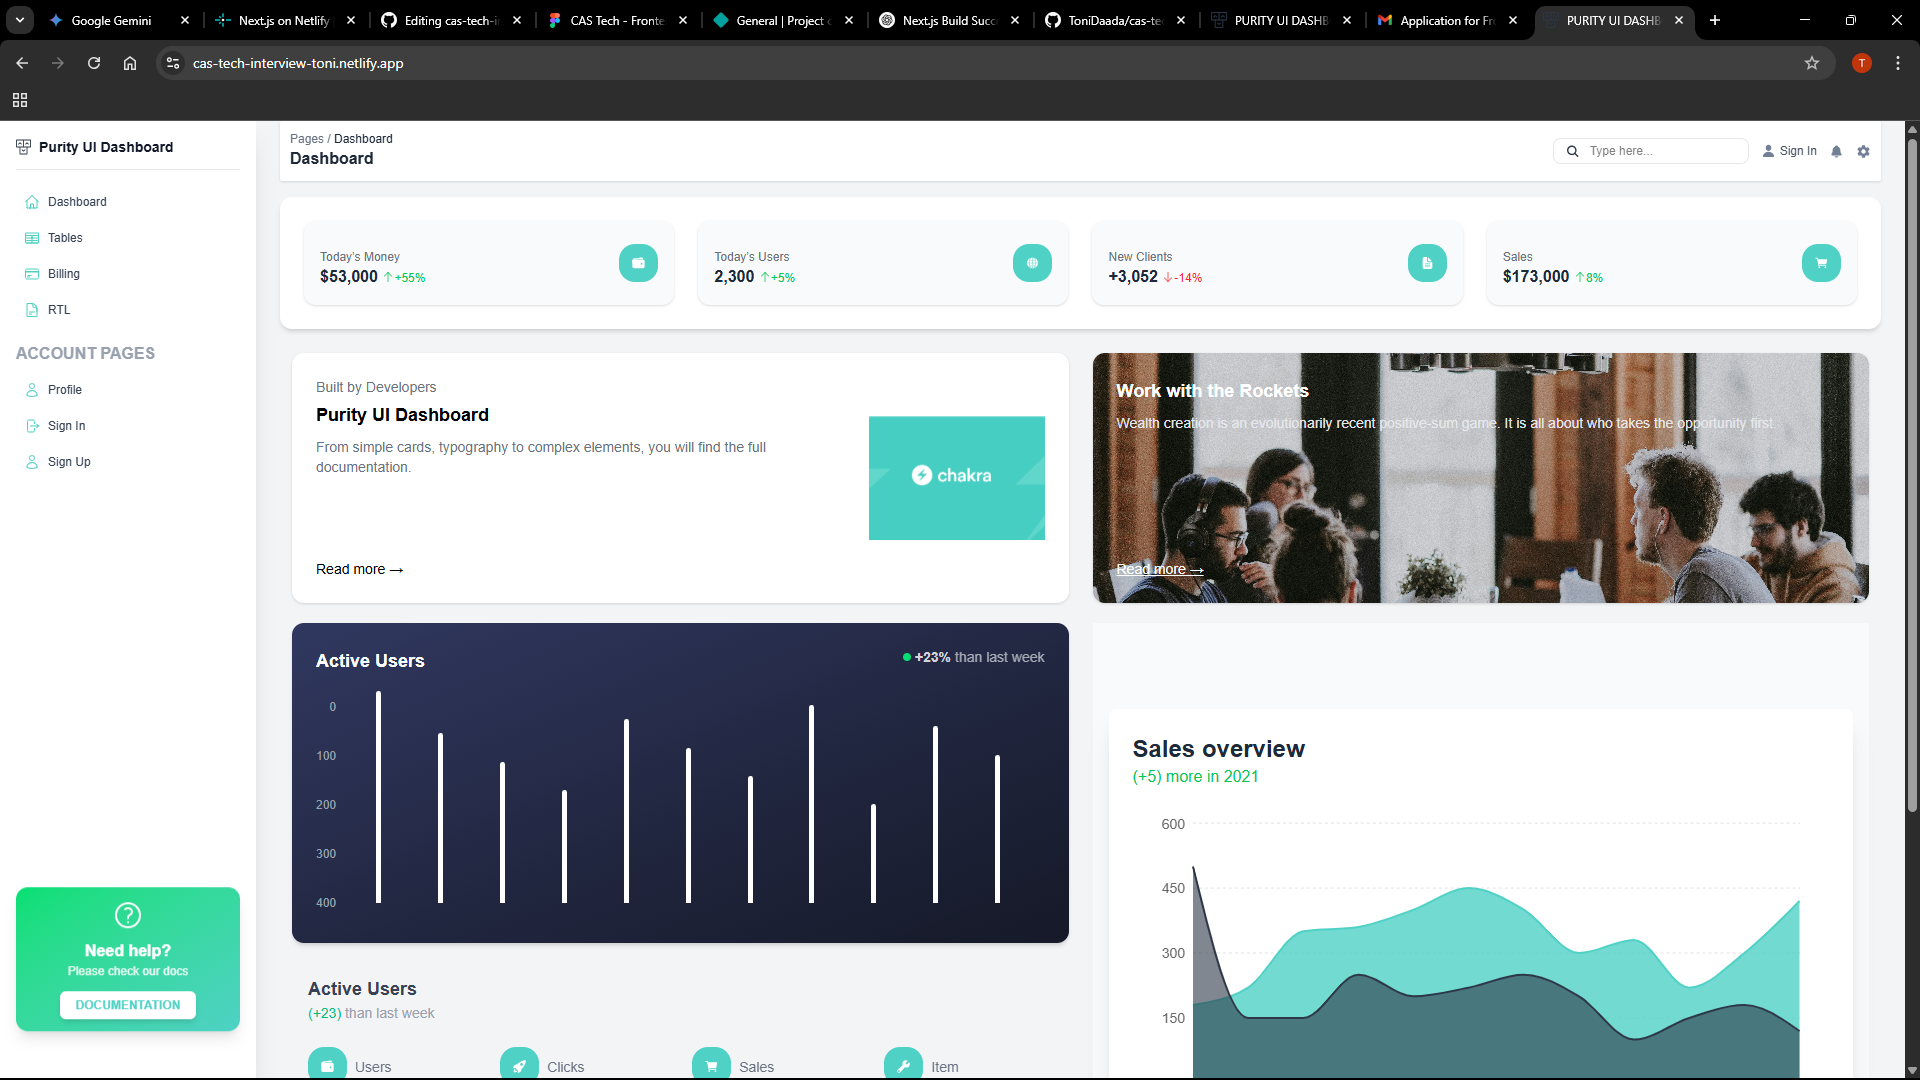 Google Gemini
Next.js on Netlify
Editing cas-tech-i
CAS Tech - Fronte
General | Project c
Next.js Build Succ
ToniDaada/cas-te
PURITY UI DASHB
Application for Fr
PURITY UI DASHB
cas-tech-interview-toni.netlify.app
T
Purity UI Dashboard
Dashboard
Tables
Billing
RTL
ACCOUNT PAGES
Profile
Sign In
Sign Up
Need help?
Please check our docs
DOCUMENTATION
Pages / Dashboard
Dashboard
Type here...
Sign In
Today's Money
$53,000 ↑+55%
Today's Users
2,300 ↑+5%
New Clients
+3,052 ↓-14%
Sales
$173,000 ↑8%
Built by Developers
Purity UI Dashboard
From simple cards, typography to complex elements, you will find the full
documentation.
Read more →
chakra
Work with the Rockets
Wealth creation is an evolutionarily recent positive-sum game. It is all about who takes the opportunity first.
Read more →
Active Users
+23% than last week
0
100
200
300
400
Active Users
(+23) than last week
Users
Clicks
Sales
Item
Sales overview
(+5) more in 2021
600
450
300
150